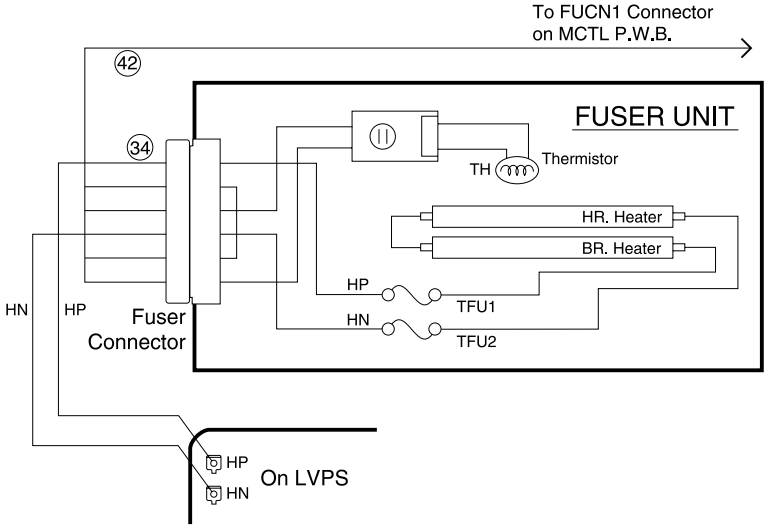 To FUCN1 Connector
on MCTL P.W.B.
42
FUSER UNIT
34
Thermistor
TH
HR. Heater
BR. Heater
HP
TFU1
HN
TFU2
HN
HP
Fuser
Connector
HP
On LVPS
HN